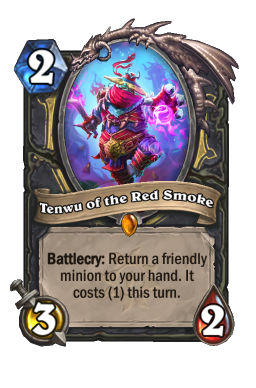 2
Tenwu of the Red Smoke
Battlecry: Return a friendly
minion to your hand. It
costs (1) this turn.
3
2